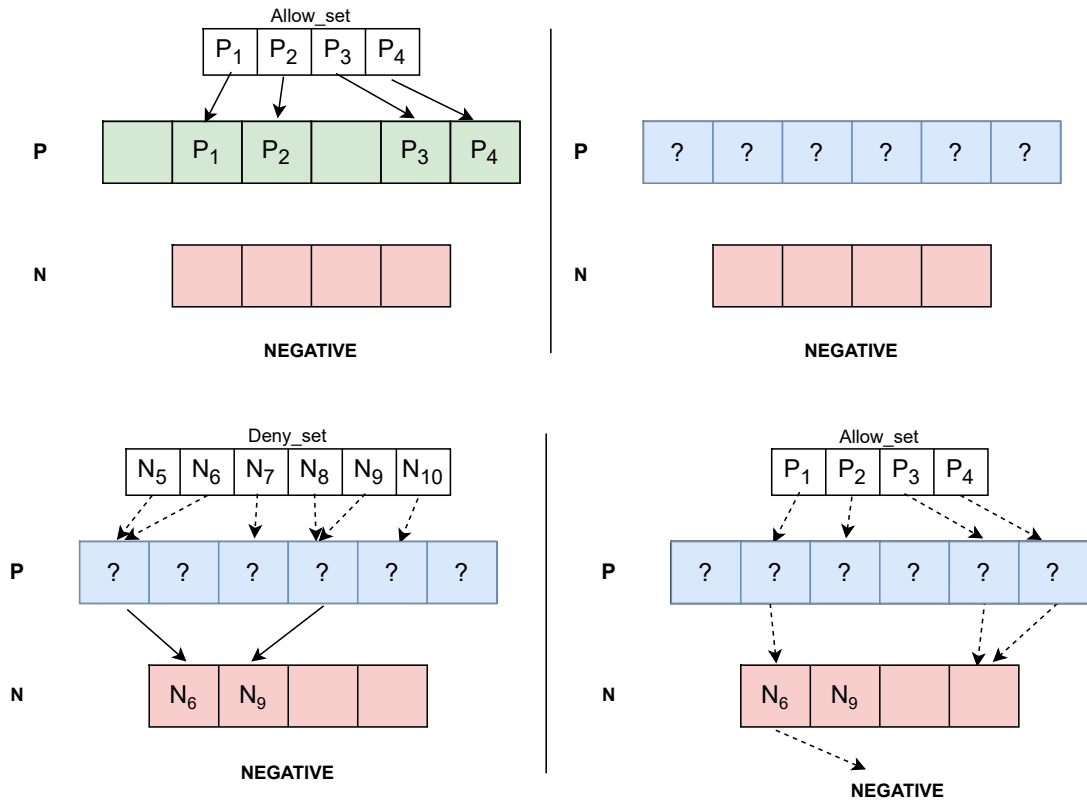 Allow_set
P1 P2 P3 P4
P P1 P2 P3 P4
N
NEGATIVE
P ? ? ? ? ? ?
N
NEGATIVE
Deny_set
N5 N6 N7 N8 N9 N10
P ? ? ? ? ? ?
N N6 N9
NEGATIVE
Allow_set
P1 P2 P3 P4
P ? ? ? ? ? ?
N N6 N9
NEGATIVE